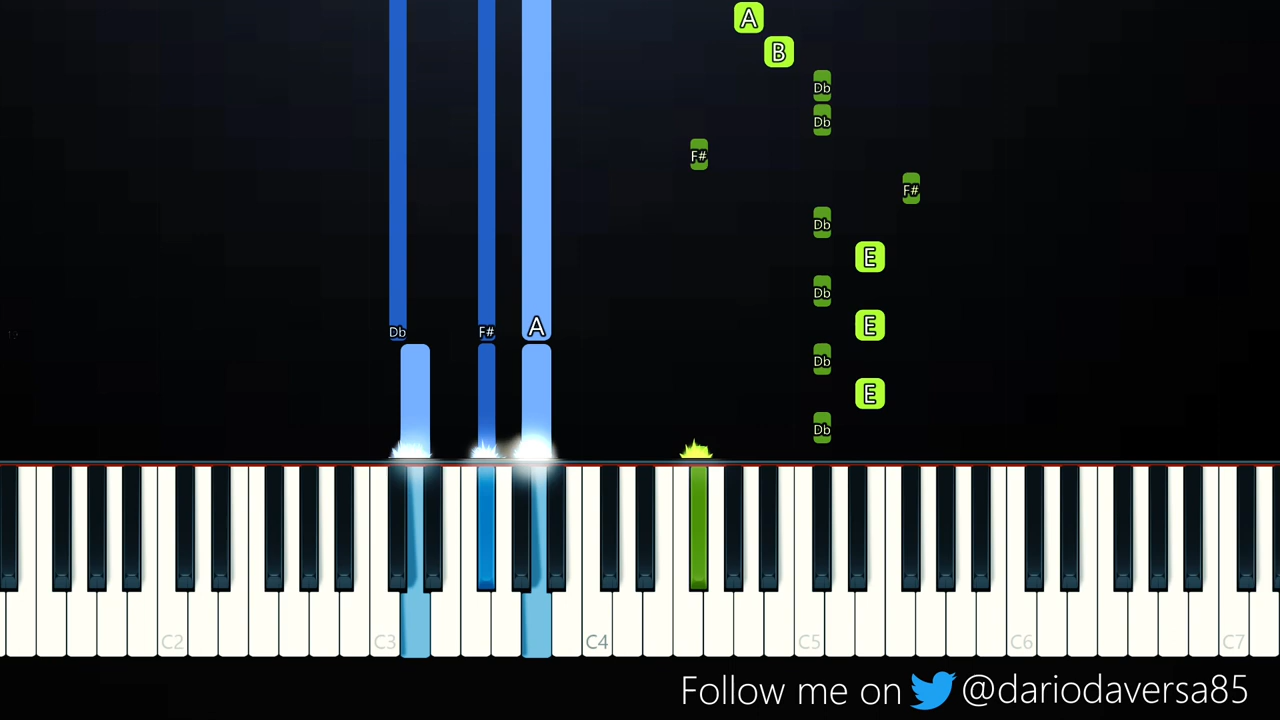 A
B
Db
Db
F#
F#
Db
E
Db
E
Db F# A
Db
E
Db
C2 C3 C4 C5 C6 C7
Follow me on @dariodaversa85